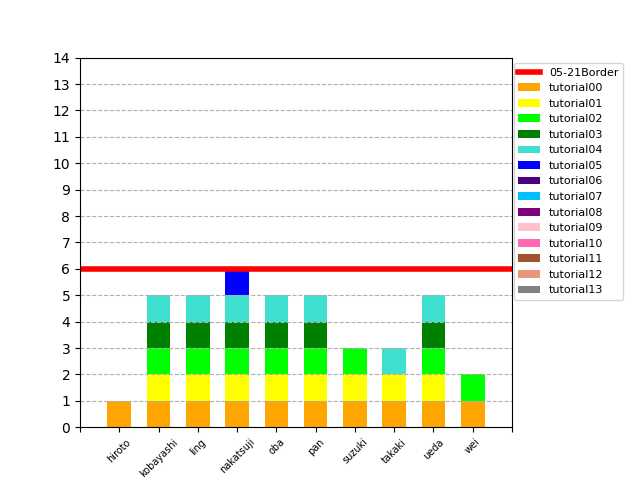 14
13
12
11
10
9
8
7
6
5
4
3
2
1
0
hiroto
kobayashi
ling
nakatsuji
oba
pan
suzuki
takaki
ueda
wei
05-21Border
tutorial00
tutorial01
tutorial02
tutorial03
tutorial04
tutorial05
tutorial06
tutorial07
tutorial08
tutorial09
tutorial10
tutorial11
tutorial12
tutorial13